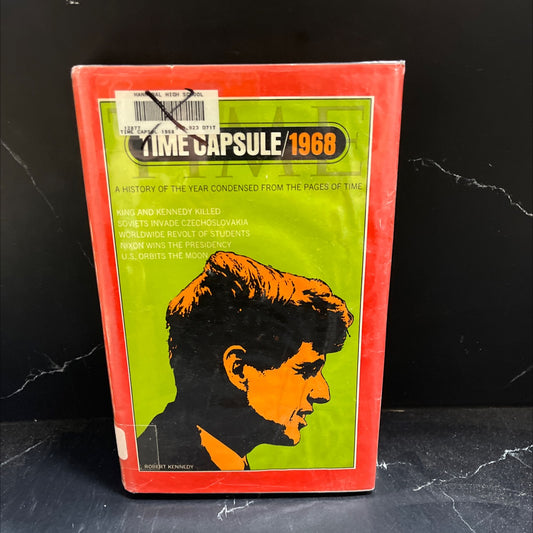 HANNIBAL HIGH SCHOOL
TIME CAPSUL 1968
TIME
TIME CAPSULE/1968
A HISTORY OF THE YEAR CONDENSED FROM THE PAGES OF TIME
KING AND KENNEDY KILLED
SOVIETS INVADE CZECHOSLOVAKIA
WORLDWIDE REVOLT OF STUDENTS
NIXON WINS THE PRESIDENCY
U.S. ORBITS THE MOON
ROBERT KENNEDY